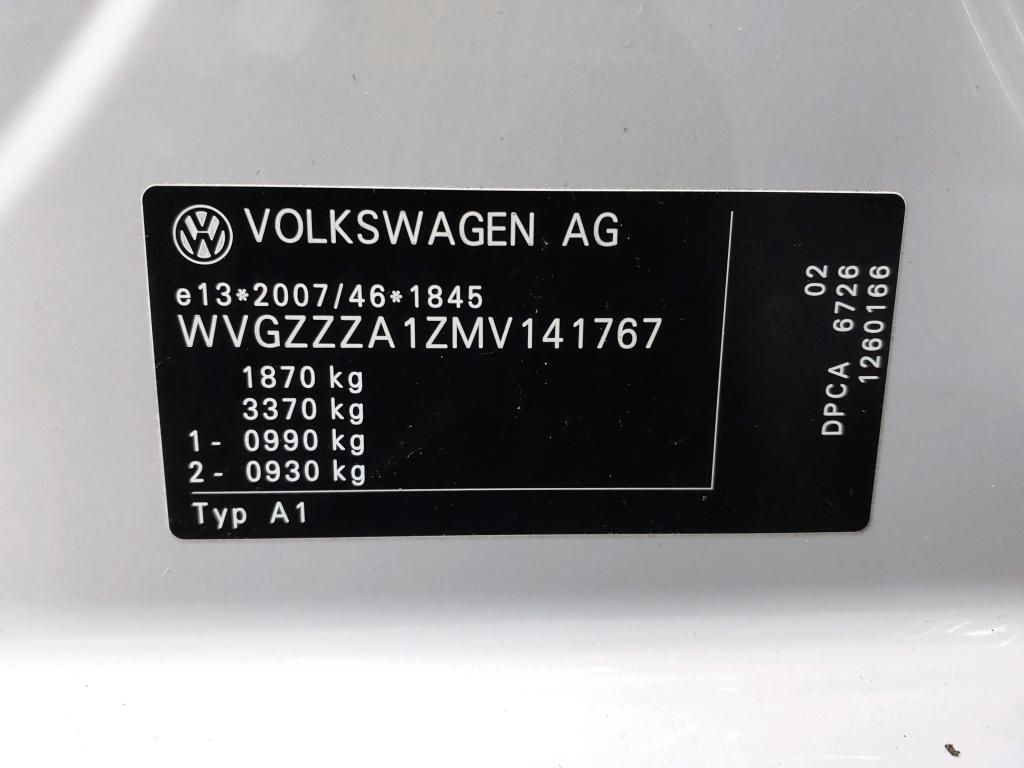 VOLKSWAGEN AG
e13*2007/46*1845
WVGZZZA1ZMV141767
1870 kg
3370 kg
1- 0990 kg
2- 0930 kg
Typ A1
02
DPCA 6726
1260166